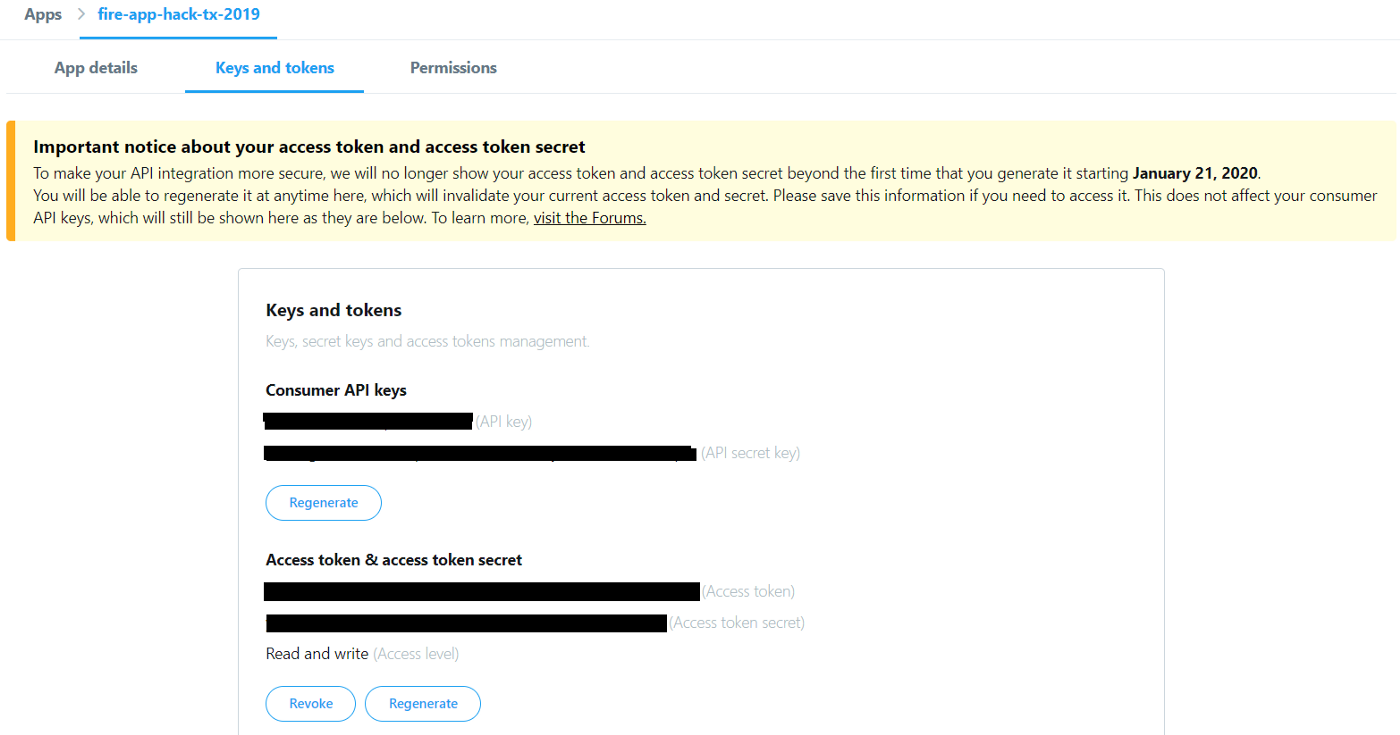 Apps > fire-app-hack-tx-2019
App details Keys and tokens Permissions
Important notice about your access token and access token secret
To make your API integration more secure, we will no longer show your access token and access token secret beyond the first time that you generate it starting January 21, 2020.
You will be able to regenerate it at anytime here, which will invalidate your current access token and secret. Please save this information if you need to access it. This does not affect your consumer
API keys, which will still be shown here as they are below. To learn more, visit the Forums.
Keys and tokens
Keys, secret keys and access tokens management.
Consumer API keys
(API key)
(API secret key)
Regenerate
Access token & access token secret
(Access token)
(Access token secret)
Read and write (Access level)
Revoke Regenerate